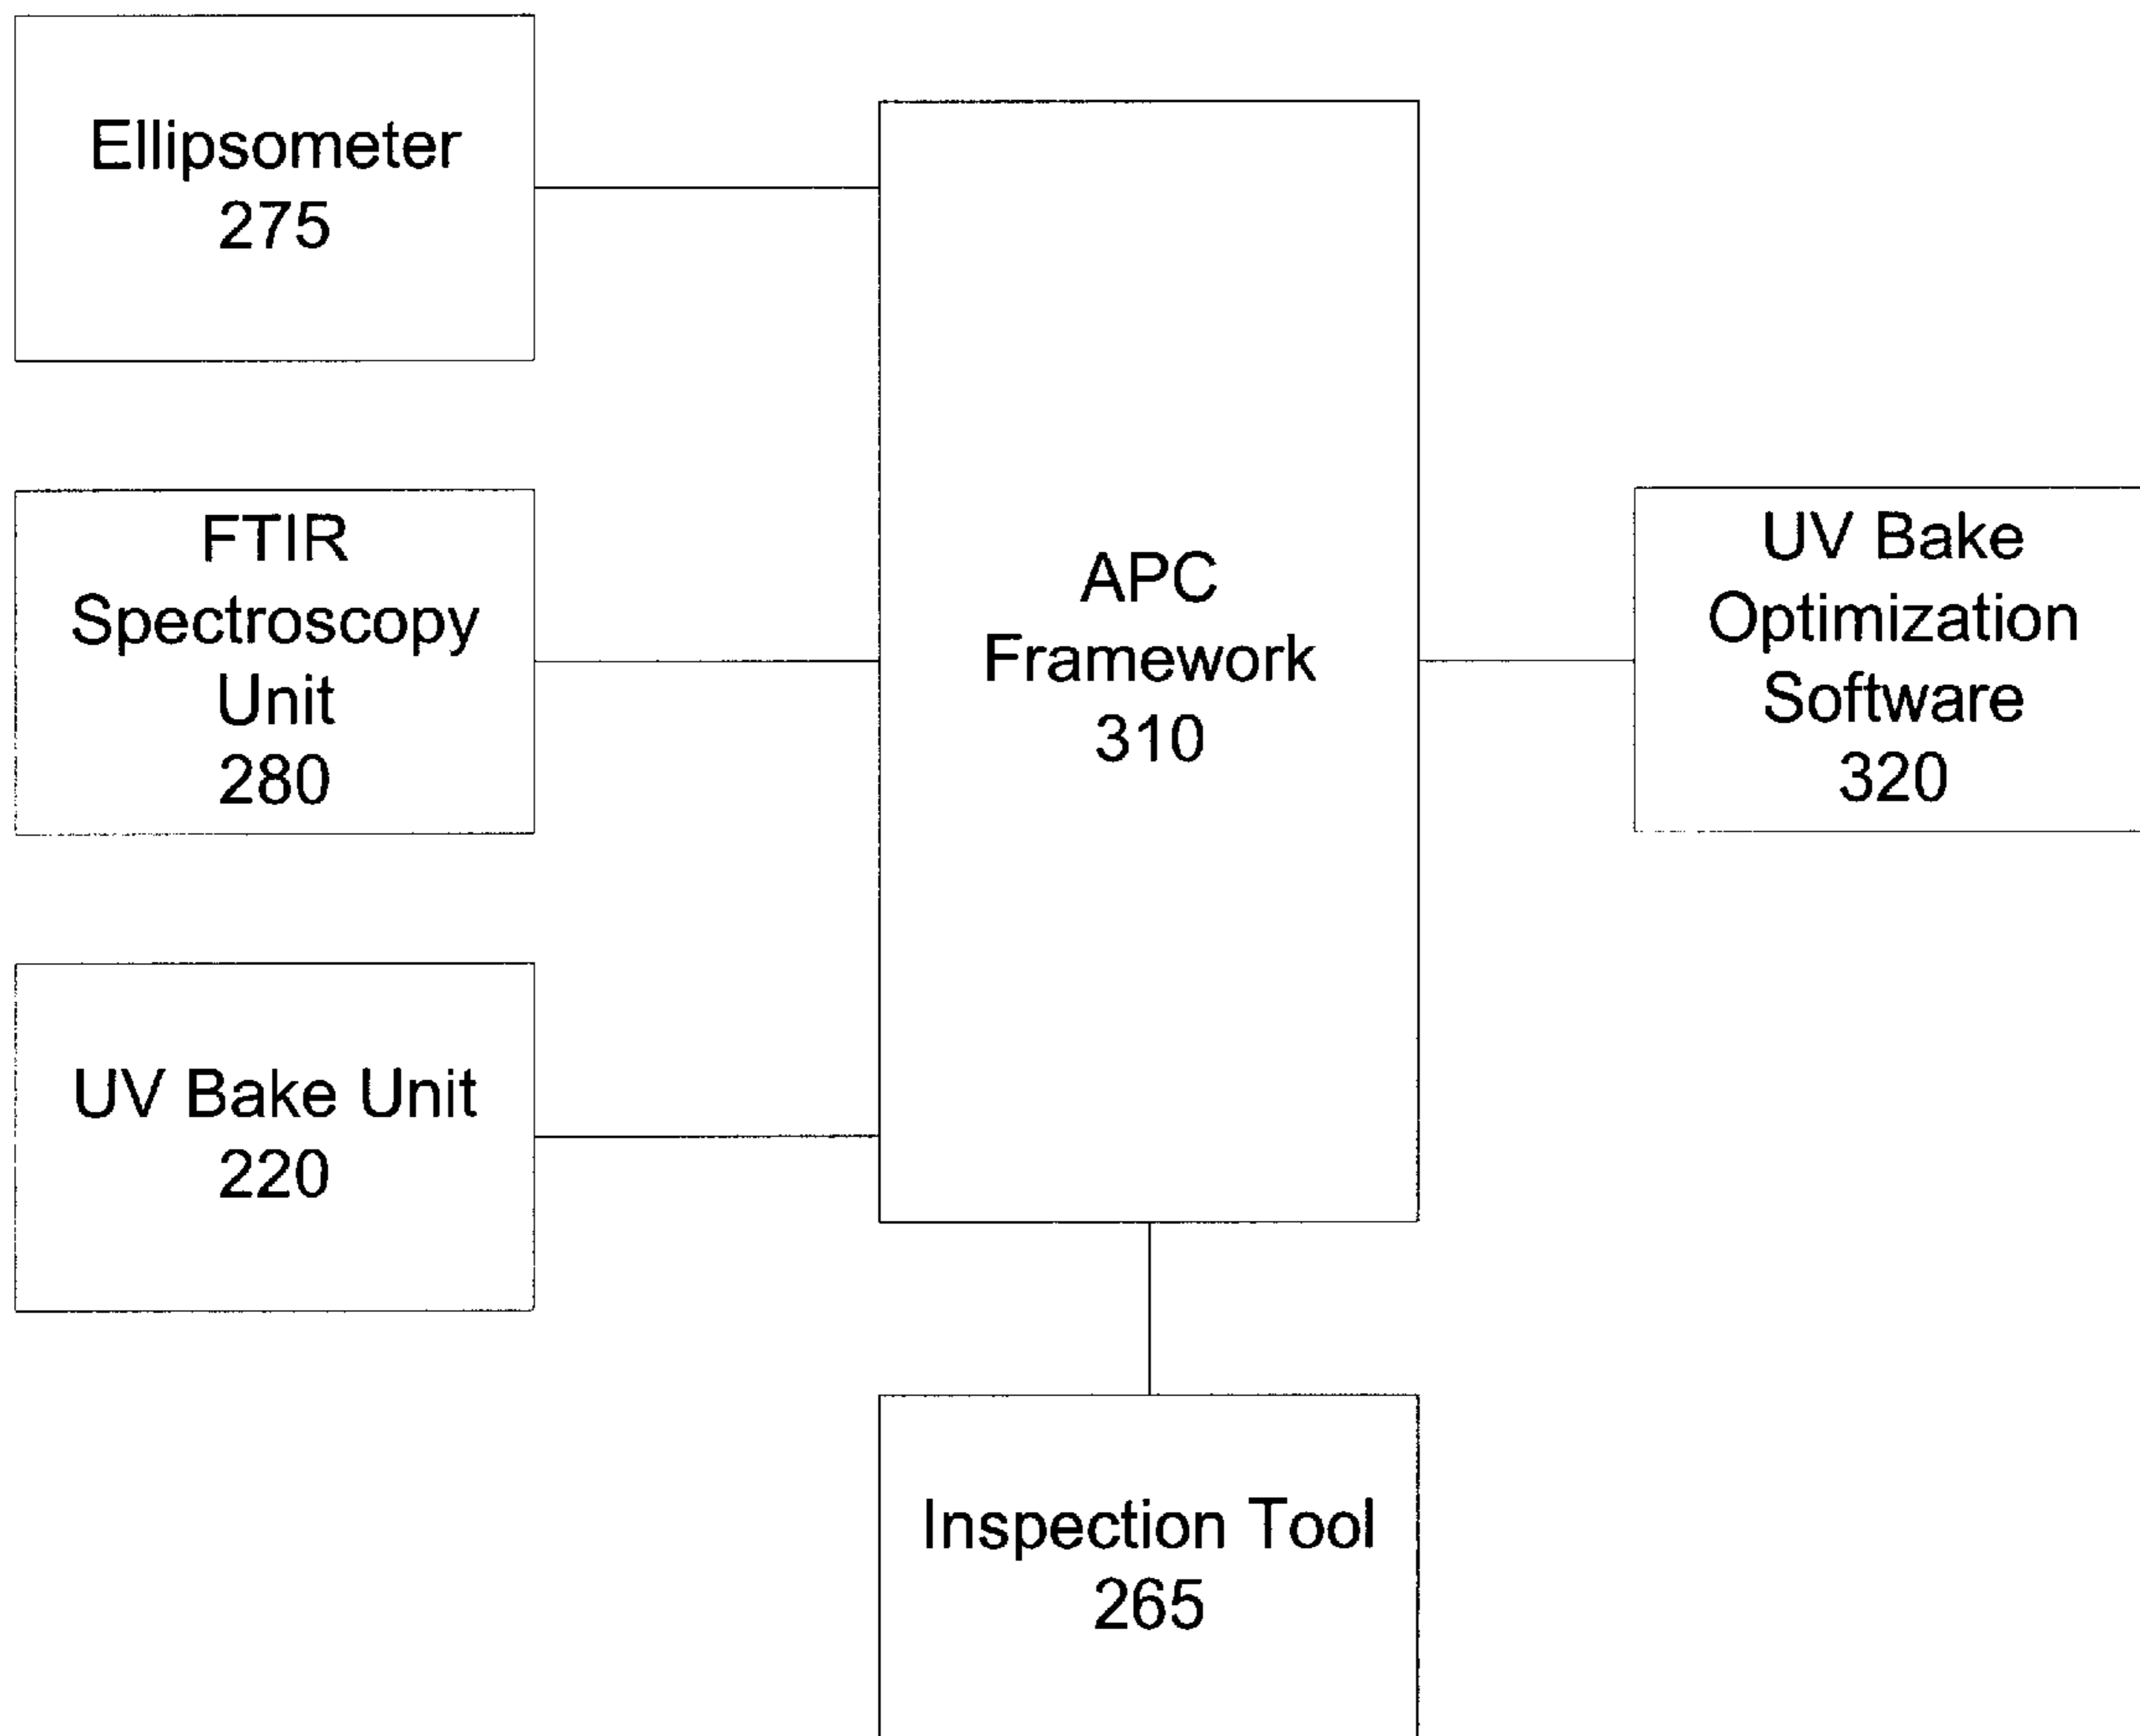 Ellipsometer
275
FTIR
Spectroscopy
Unit
280
UV Bake Unit
220
APC
Framework
310
UV Bake
Optimization
Software
320
Inspection Tool
265